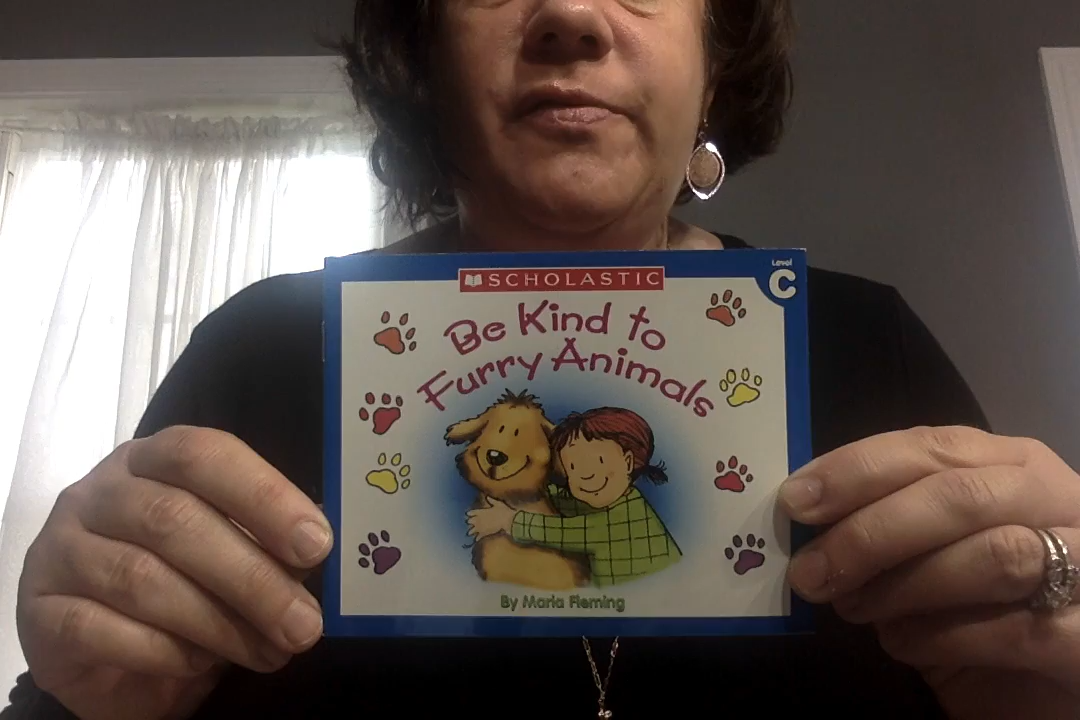 SCHOLASTIC
Level
C
Be Kind to
Furry Animals
By Maria Fleming